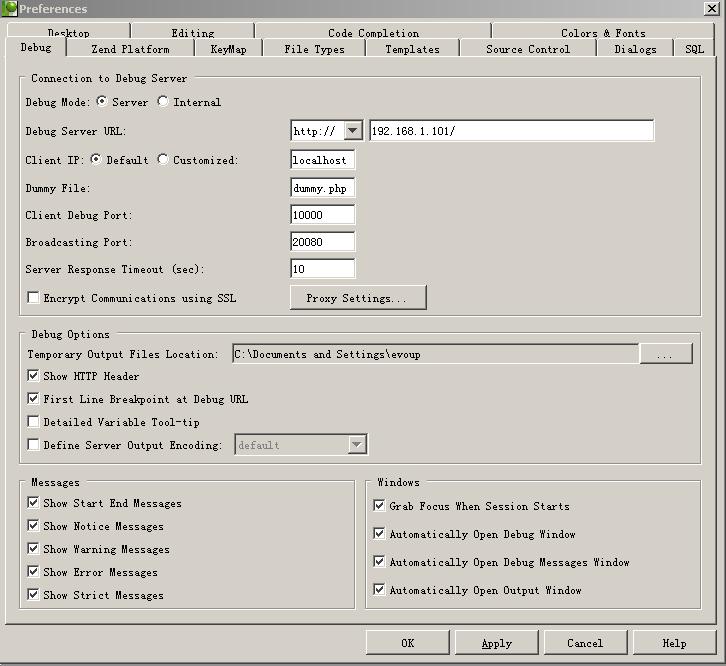 Preferences
Desktop Editing Code Completion Colors & Fonts
Debug Zend Platform KeyMap File Types Templates Source Control Dialogs SQL
Connection to Debug Server
Debug Mode: Server Internal
Debug Server URL: http:// 192.168.1.101/
Client IP: Default Customized: localhost
Dummy File: dummy.php
Client Debug Port: 10000
Broadcasting Port: 20080
Server Response Timeout (sec): 10
Encrypt Communications using SSL Proxy Settings...
Debug Options
Temporary Output Files Location: C:\Documents and Settings\evoup ...
Show HTTP Header
First Line Breakpoint at Debug URL
Detailed Variable Tool-tip
Define Server Output Encoding: default
Messages
Show Start End Messages
Show Notice Messages
Show Warning Messages
Show Error Messages
Show Strict Messages
Windows
Grab Focus When Session Starts
Automatically Open Debug Window
Automatically Open Debug Messages Window
Automatically Open Output Window
OK Apply Cancel Help